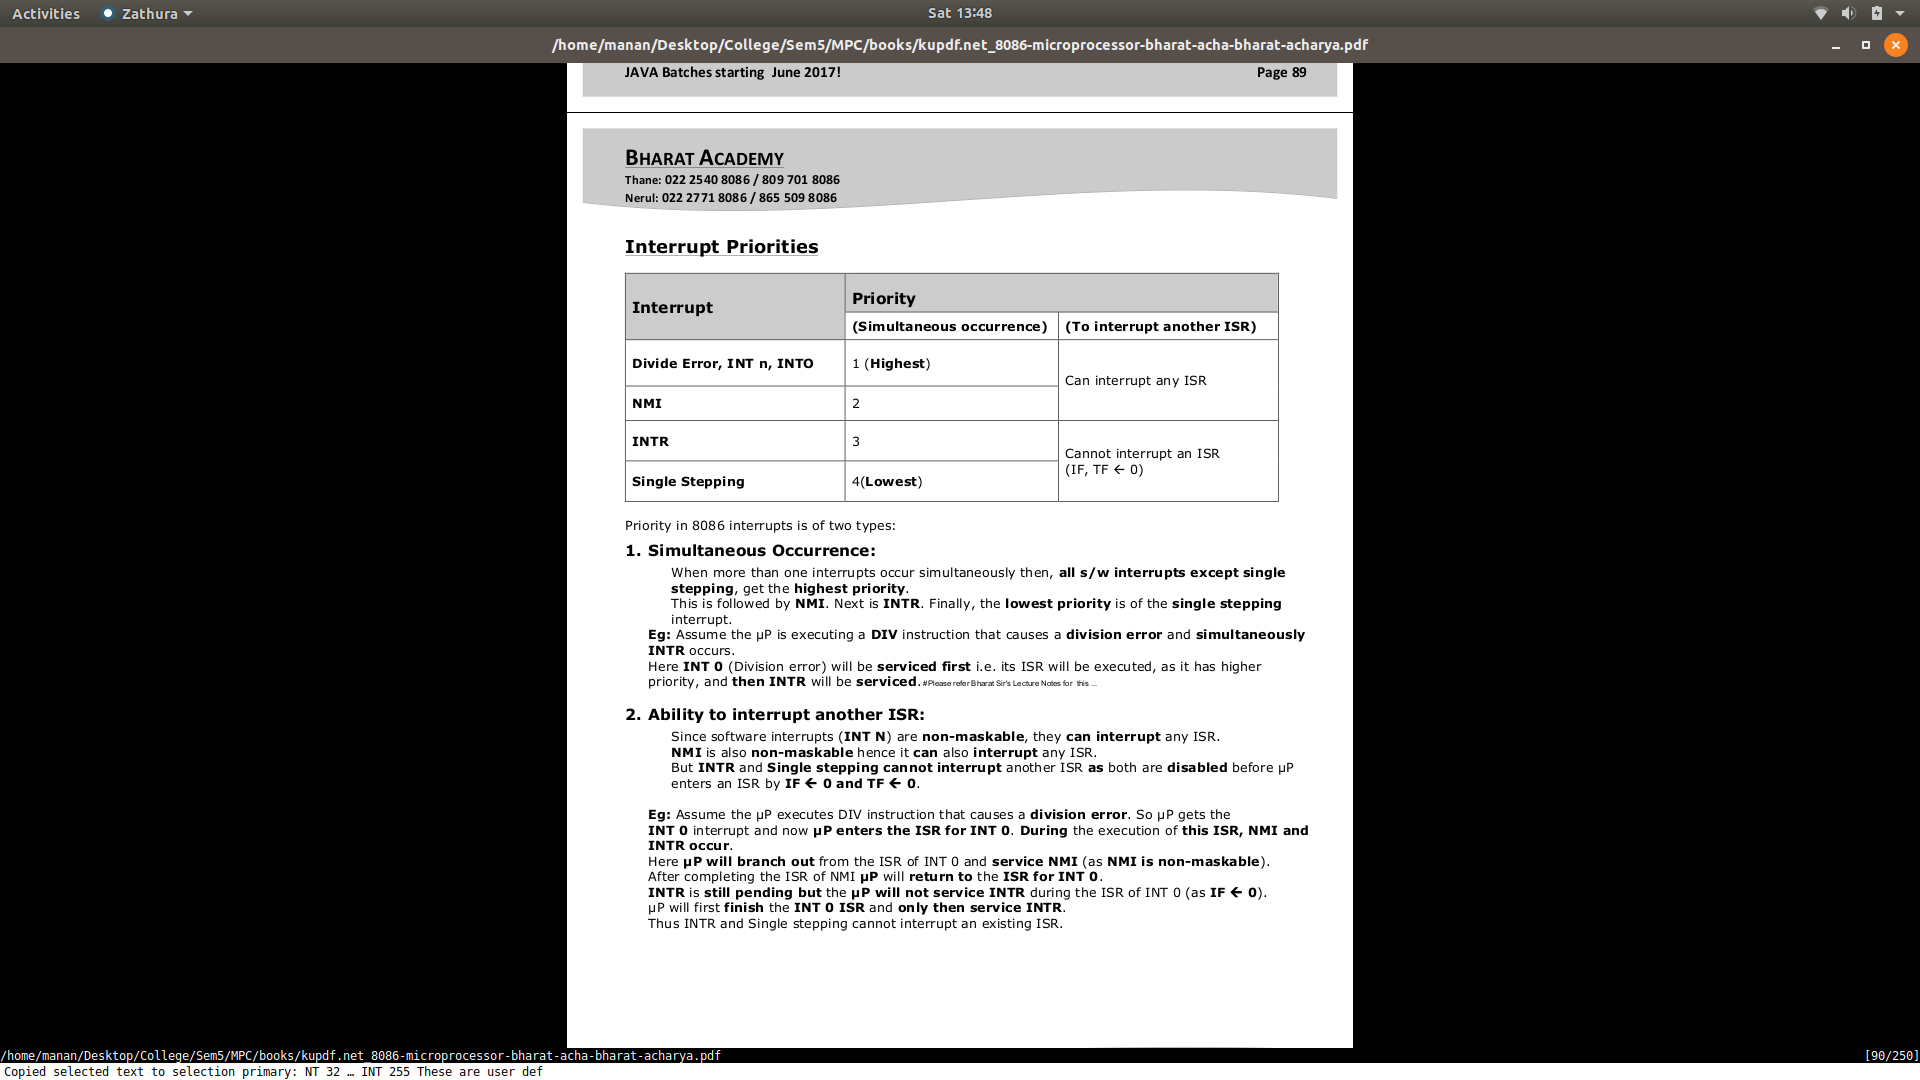 Activities Zathura Sat 13:48
/home/manan/Desktop/College/Sem5/MPC/books/kupdf.net_8086-microprocessor-bharat-acha-bharat-acharya.pdf
JAVA Batches starting  June 2017! Page 89
BHARAT ACADEMY
Thane: 022 2540 8086 / 809 701 8086
Nerul: 022 2771 8086 / 865 509 8086
Interrupt Priorities
Interrupt Priority
(Simultaneous occurrence) (To interrupt another ISR)
Divide Error, INT n, INTO 1 (Highest)
Can interrupt any ISR
NMI 2
INTR 3
Cannot interrupt an ISR
(IF, TF ← 0)
Single Stepping 4(Lowest)
Priority in 8086 interrupts is of two types:
1. Simultaneous Occurrence:
When more than one interrupts occur simultaneously then, all s/w interrupts except single
stepping, get the highest priority.
This is followed by NMI. Next is INTR. Finally, the lowest priority is of the single stepping
interrupt.
Eg: Assume the µP is executing a DIV instruction that causes a division error and simultaneously
INTR occurs.
Here INT 0 (Division error) will be serviced first i.e. its ISR will be executed, as it has higher
priority, and then INTR will be serviced. #Please refer Bharat Sir's Lecture Notes for this ...
2. Ability to interrupt another ISR:
Since software interrupts (INT N) are non-maskable, they can interrupt any ISR.
NMI is also non-maskable hence it can also interrupt any ISR.
But INTR and Single stepping cannot interrupt another ISR as both are disabled before µP
enters an ISR by IF ← 0 and TF ← 0.
Eg: Assume the µP executes DIV instruction that causes a division error. So µP gets the
INT 0 interrupt and now µP enters the ISR for INT 0. During the execution of this ISR, NMI and
INTR occur.
Here µP will branch out from the ISR of INT 0 and service NMI (as NMI is non-maskable).
After completing the ISR of NMI µP will return to the ISR for INT 0.
INTR is still pending but the µP will not service INTR during the ISR of INT 0 (as IF ← 0).
µP will first finish the INT 0 ISR and only then service INTR.
Thus INTR and Single stepping cannot interrupt an existing ISR.
/home/manan/Desktop/College/Sem5/MPC/books/kupdf.net_8086-microprocessor-bharat-acha-bharat-acharya.pdf [90/250]
Copied selected text to selection primary: NT 32 … INT 255 These are user def